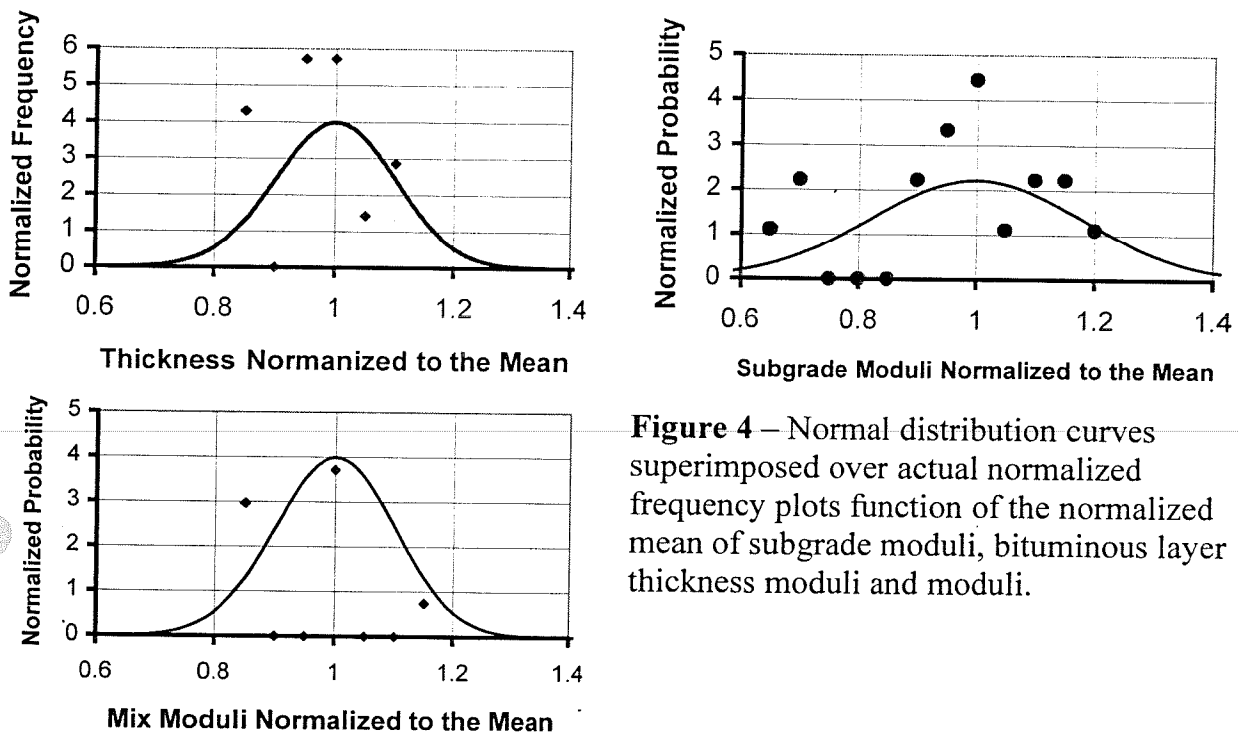 Normalized Frequency
6
5
4
3
2
1
0
0.6 0.8 1 1.2 1.4
Thickness Normanized to the Mean
Normalized Probability
5
4
3
2
1
0
0.6 0.8 1 1.2 1.4
Subgrade Moduli Normalized to the Mean
Normalized Probability
5
4
3
2
1
0
0.6 0.8 1 1.2 1.4
Mix Moduli Normalized to the Mean
Figure 4 – Normal distribution curves
superimposed over actual normalized
frequency plots function of the normalized
mean of subgrade moduli, bituminous layer
thickness moduli and moduli.